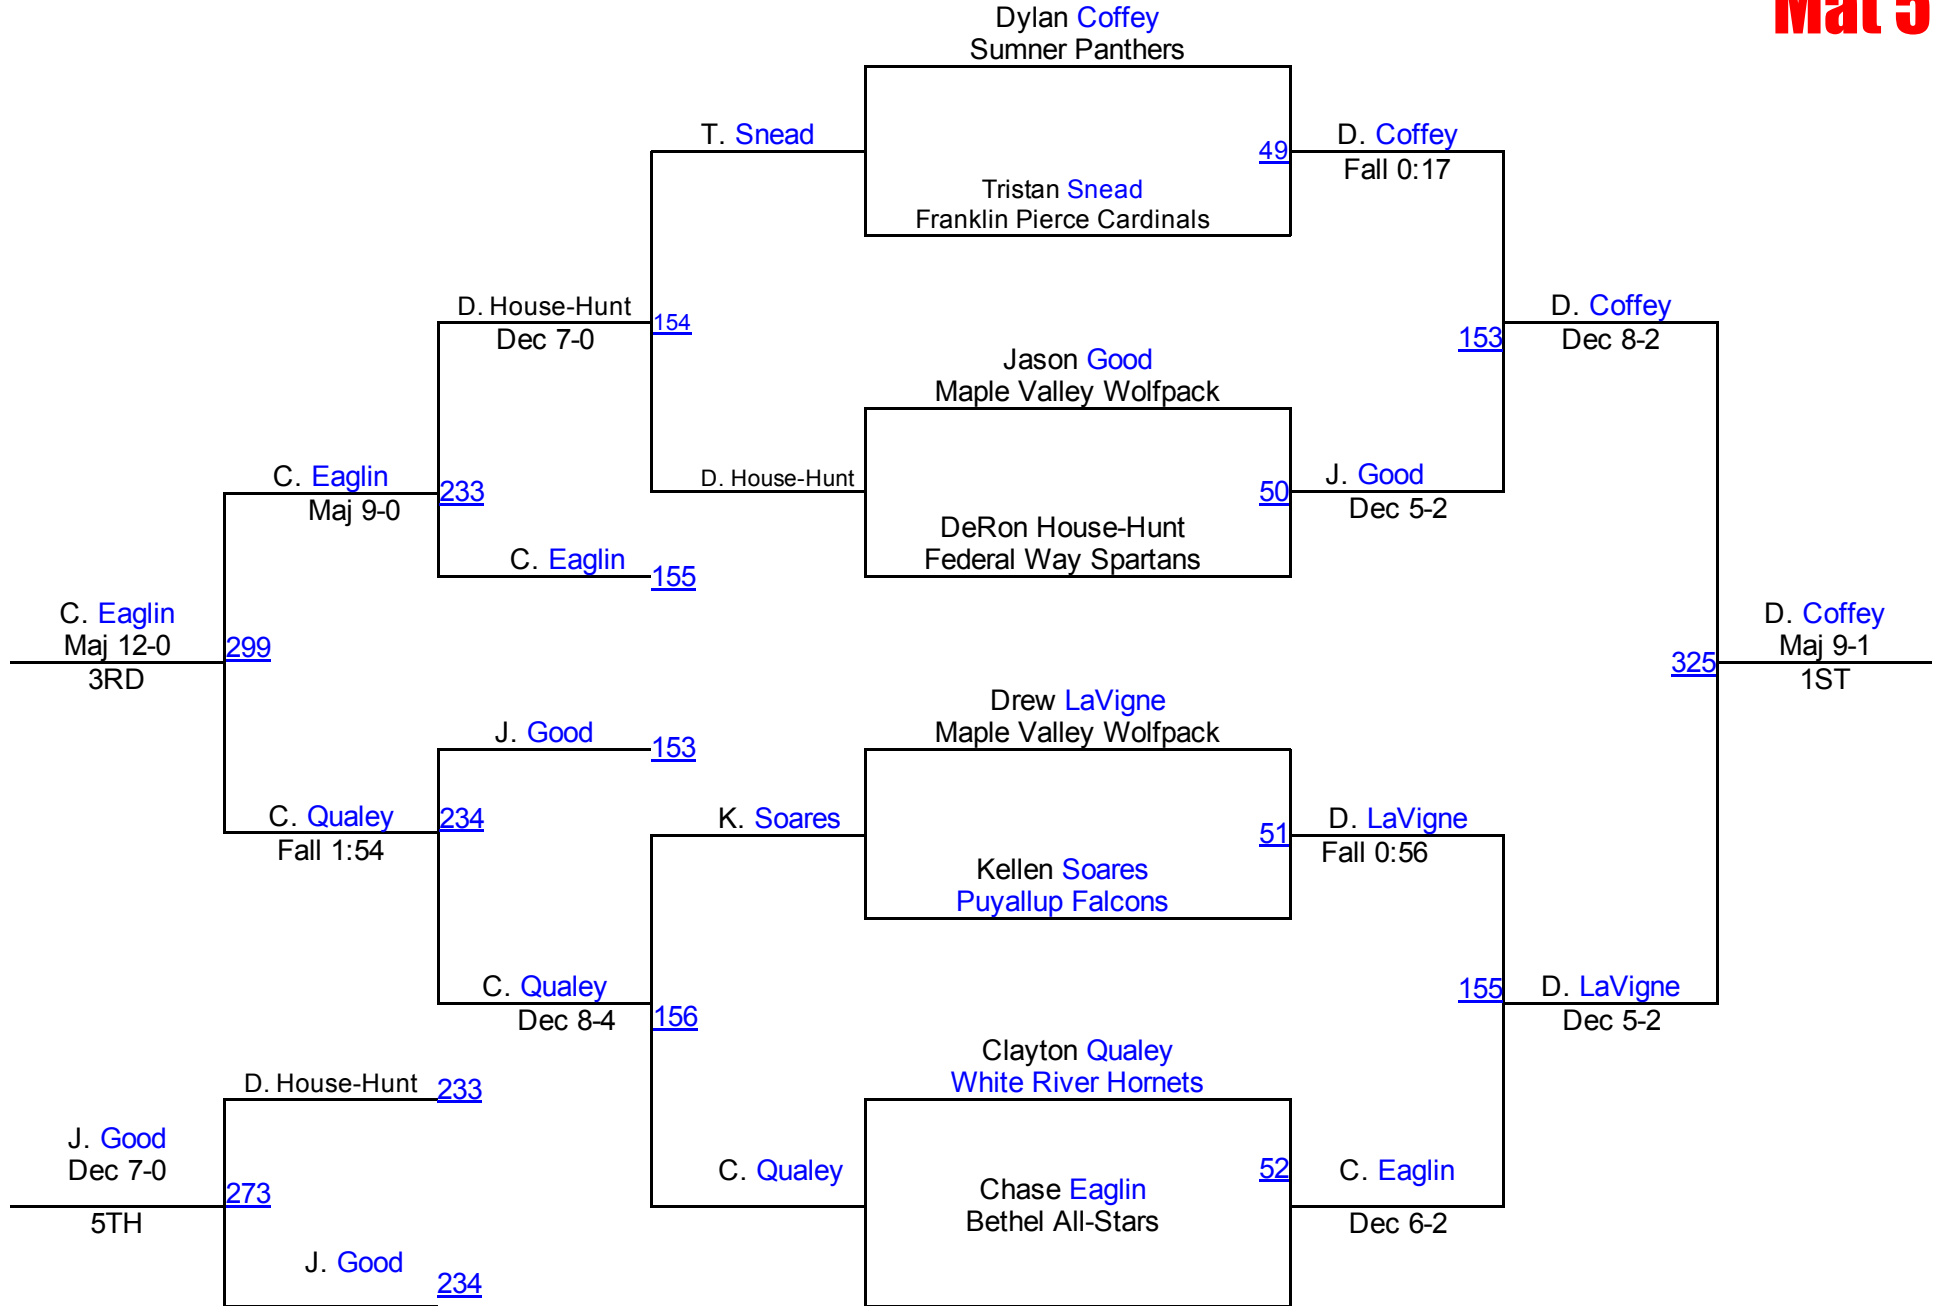 Mat 5
Dylan Coffey
Sumner Panthers
T. Snead
49
D. Coffey
Fall 0:17
Tristan Snead
Franklin Pierce Cardinals
D. House-Hunt
Dec 7-0
154
D. Coffey
Dec 8-2
153
Jason Good
Maple Valley Wolfpack
C. Eaglin
Maj 9-0
233
D. House-Hunt
50
J. Good
Dec 5-2
DeRon House-Hunt
Federal Way Spartans
C. Eaglin
155
C. Eaglin
Maj 12-0
3RD
299
D. Coffey
Maj 9-1
1ST
325
Drew LaVigne
Maple Valley Wolfpack
J. Good
153
C. Qualey
Fall 1:54
234
K. Soares
51
D. LaVigne
Fall 0:56
Kellen Soares
Puyallup Falcons
C. Qualey
Dec 8-4
156
155
D. LaVigne
Dec 5-2
Clayton Qualey
White River Hornets
D. House-Hunt
233
J. Good
Dec 7-0
5TH
273
C. Qualey
52
C. Eaglin
Dec 6-2
Chase Eaglin
Bethel All-Stars
J. Good
234